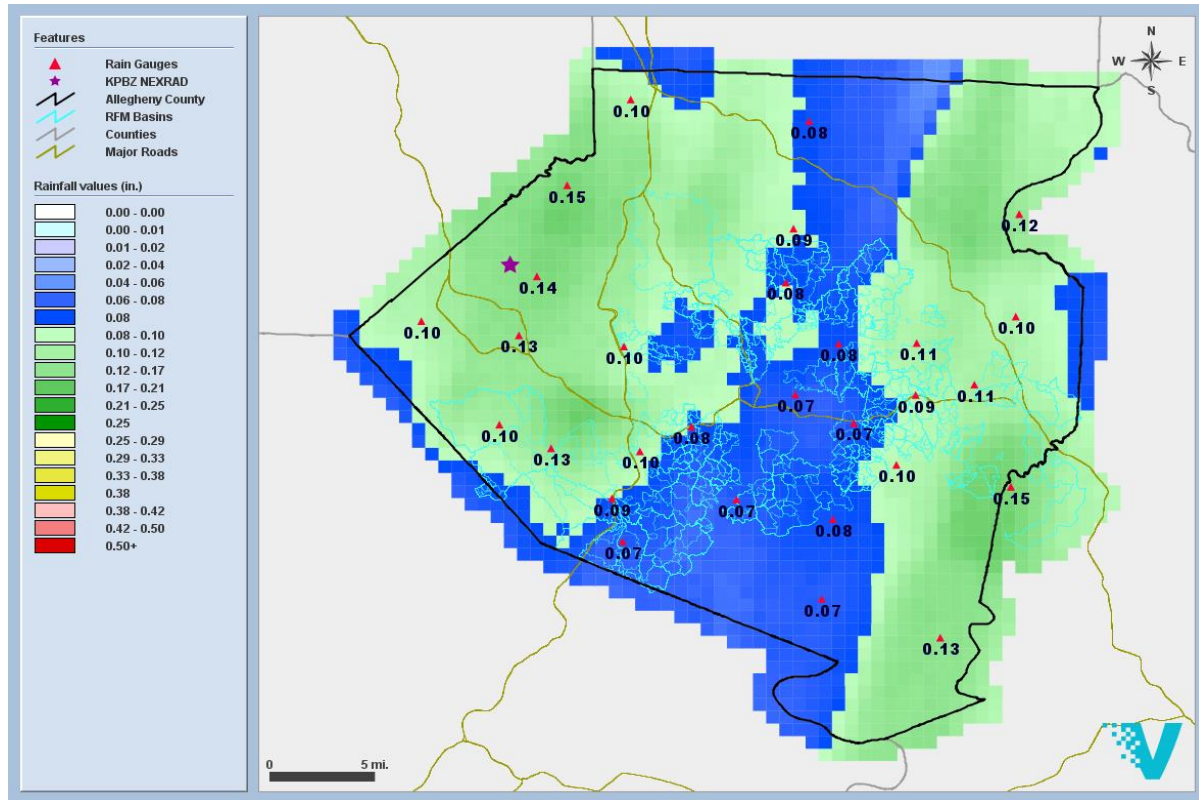 Features
Rain Gauges
KPBZ NEXRAD
Allegheny County
RFM Basins
Counties
Major Roads
Rainfall values (in.)
0.00 - 0.00
0.00 - 0.01
0.01 - 0.02
0.02 - 0.04
0.04 - 0.06
0.06 - 0.08
0.08
0.08 - 0.10
0.10 - 0.12
0.12 - 0.17
0.17 - 0.21
0.21 - 0.25
0.25
0.25 - 0.29
0.29 - 0.33
0.33 - 0.38
0.38
0.38 - 0.42
0.42 - 0.50
0.50+
N
W E
S
0.10
0.08
0.15
0.12
0.09
0.14
0.08
0.10
0.10
0.13
0.10
0.08
0.11
0.11
0.07
0.09
0.10
0.08
0.07
0.13
0.10
0.10
0.15
0.09
0.07
0.08
0.07
0.07
0.13
0 5 mi.
V